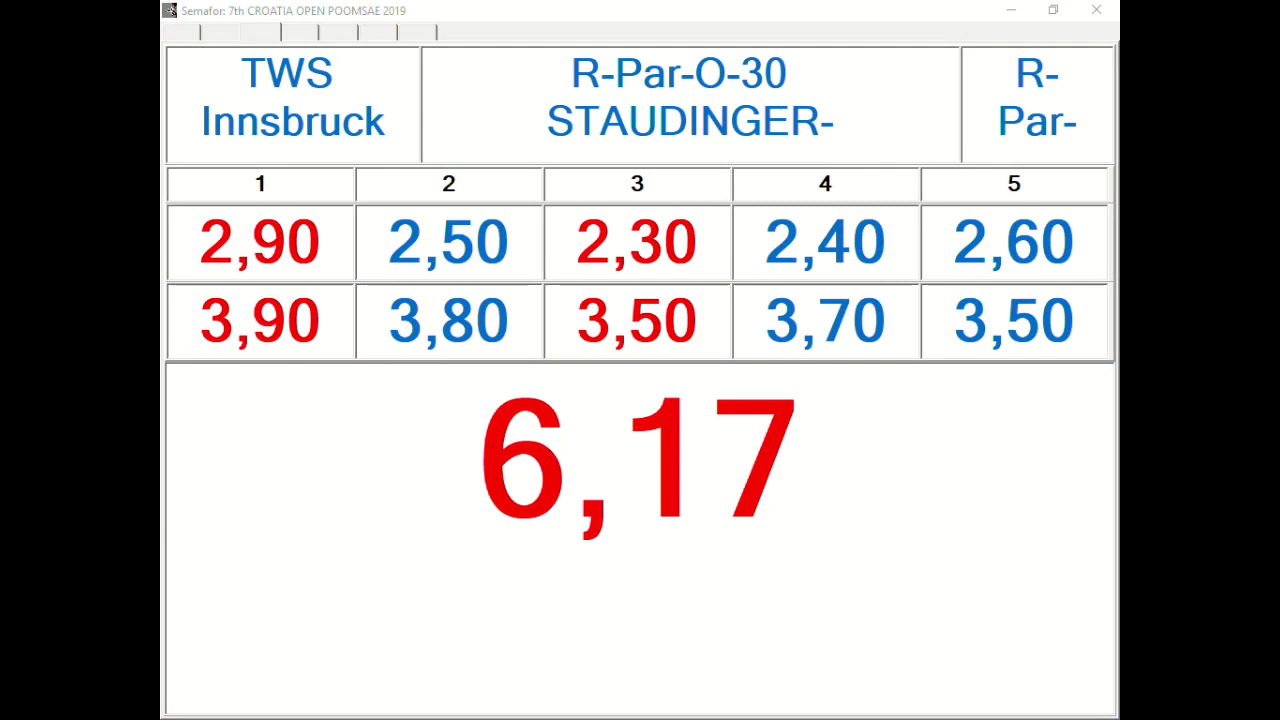 Semafor: 7th CROATIA OPEN POOMSAE 2019
TWS
Innsbruck
R-Par-O-30
STAUDINGER-
R-
Par-
1 2 3 4 5
2,90 2,50 2,30 2,40 2,60
3,90 3,80 3,50 3,70 3,50
6,17